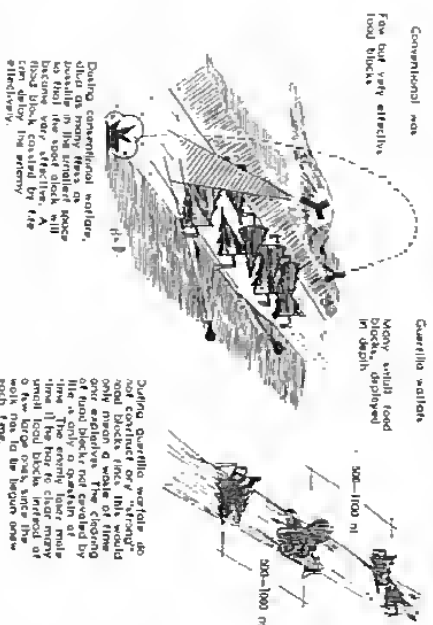 Conventional war
Few but very effective
road blocks
During conventional warfare,
clog as many trees as
possible in the smallest space
so that the road block will
become very effective. A
road block covered by fire
can delay the enemy
effectively.
Guerrilla warfare
Many small road
blocks, deployed
in depth
500—1000 m
500—1000 m
During guerrilla warfare do
not construct any "strong"
road blocks since this would
only mean a waste of time
and explosives. The clearing
of road blocks not covered by
fire is only a question of
time. The enemy loses more
time if he has to clear many
small road blocks instead of
a few large ones, since the
work has to be begun anew
each time.